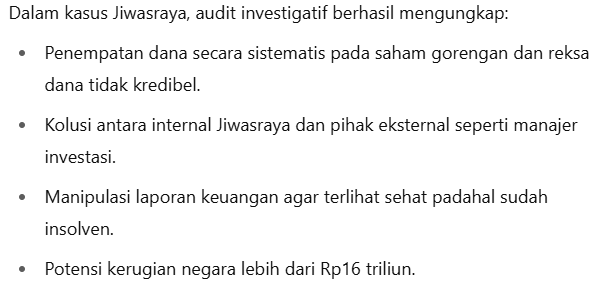 Dalam kasus Jiwasraya, audit investigatif berhasil mengungkap:
• Penempatan dana secara sistematis pada saham gorengan dan reksa
dana tidak kredibel.
• Kolusi antara internal Jiwasraya dan pihak eksternal seperti manajer
investasi.
• Manipulasi laporan keuangan agar terlihat sehat padahal sudah
insolven.
• Potensi kerugian negara lebih dari Rp16 triliun.